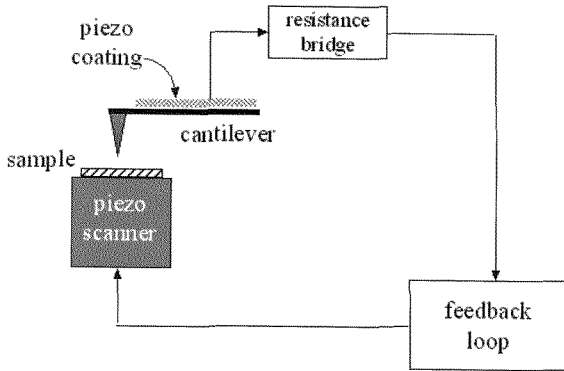 piezo
coating
resistance
bridge
cantilever
sample
piezo
scanner
feedback
loop